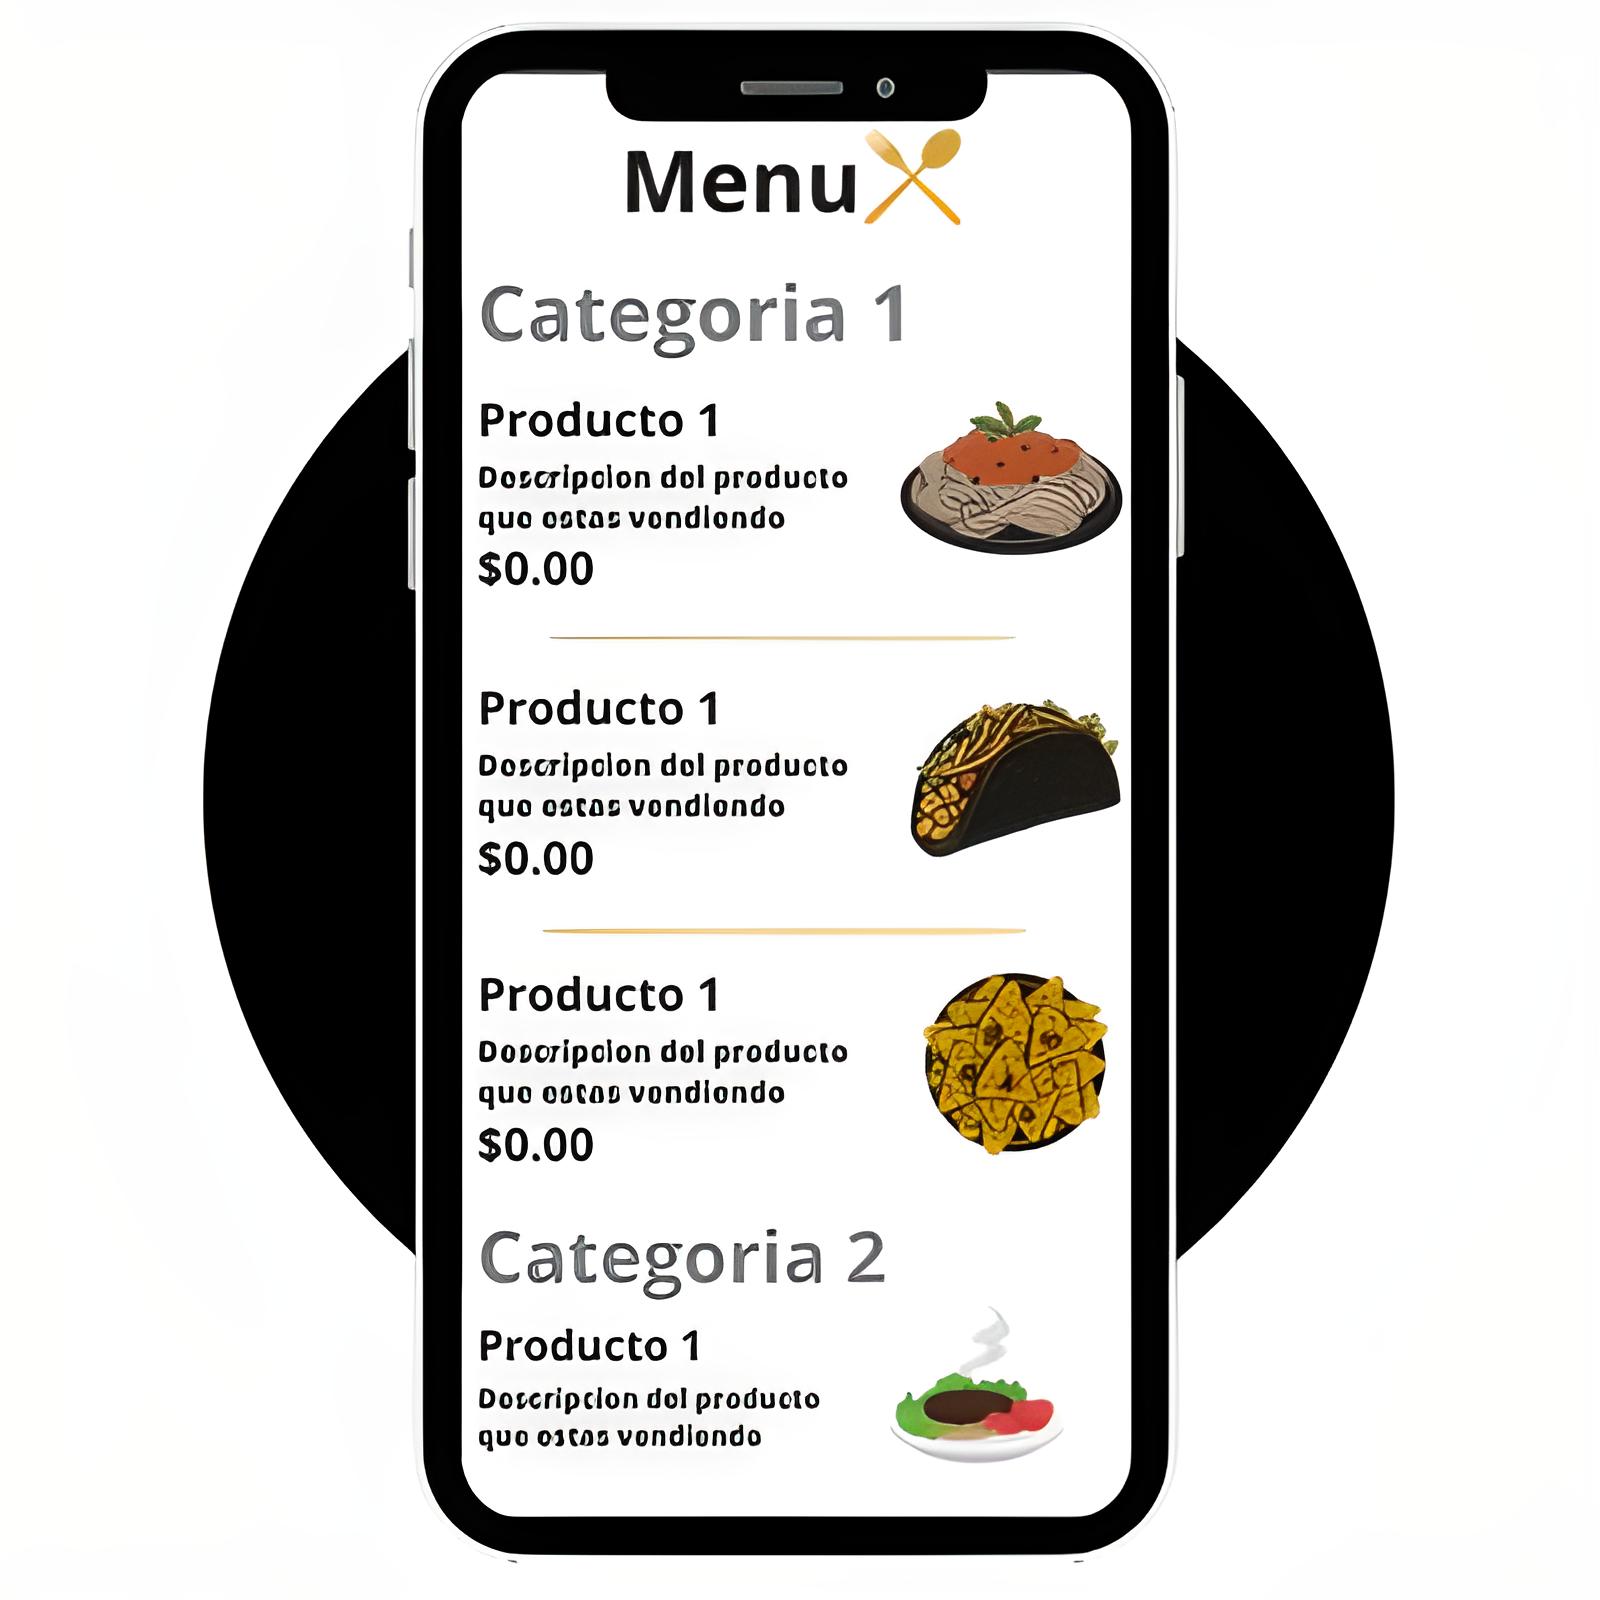 Menu
Categoria 1
Producto 1
Descripcion del producto
que estas vendiendo
$0.00
Producto 1
Descripcion del producto
que estas vendiendo
$0.00
Producto 1
Descripcion del producto
que estas vendiendo
$0.00
Categoria 2
Producto 1
Descripcion del producto
que estas vendiendo